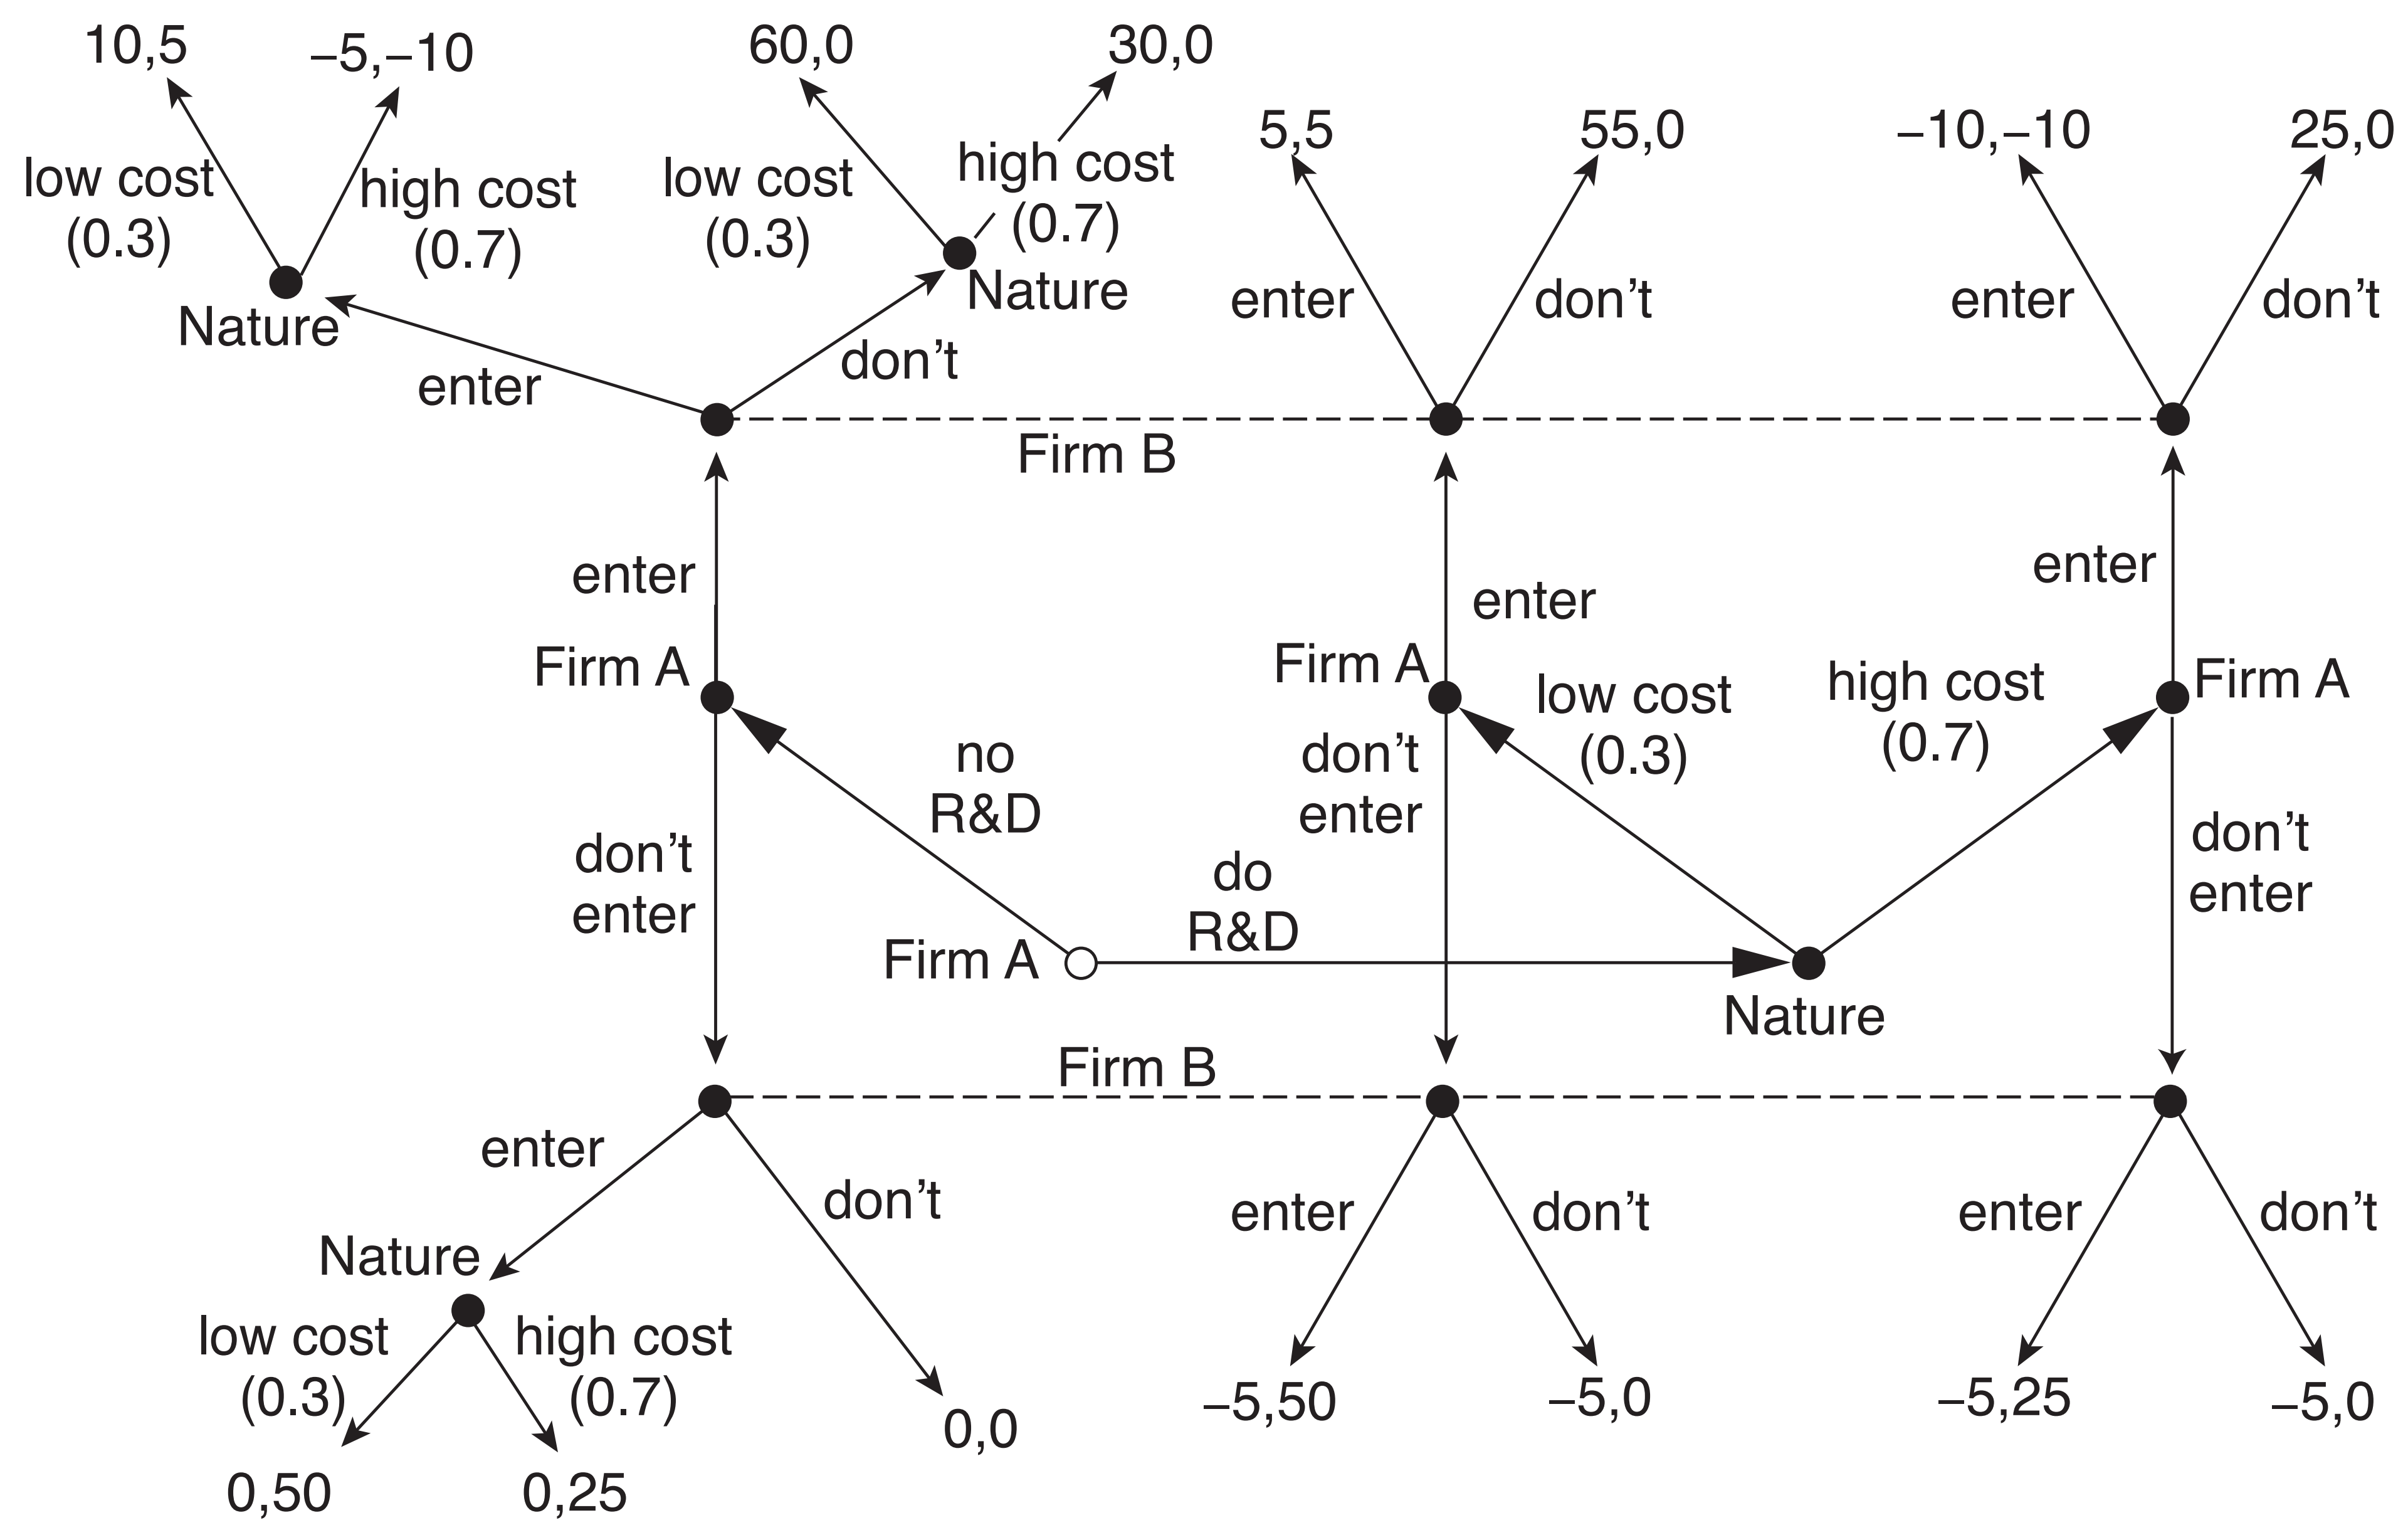 10,5
−5,−10
60,0
30,0
5,5
55,0
−10,−10
25,0
low cost
(0.3)
high cost
(0.7)
low cost
(0.3)
high cost
(0.7)
Nature
Nature
enter
don’t
enter
don’t
enter
don’t
Firm B
enter
enter
enter
Firm A
Firm A
Firm A
low cost
(0.3)
high cost
(0.7)
no
R&D
don’t
enter
don’t
enter
don’t
enter
do
R&D
Firm A
Nature
Firm B
enter
don’t
enter
don’t
enter
don’t
Nature
low cost
(0.3)
high cost
(0.7)
0,50
0,25
0,0
−5,50
−5,0
−5,25
−5,0